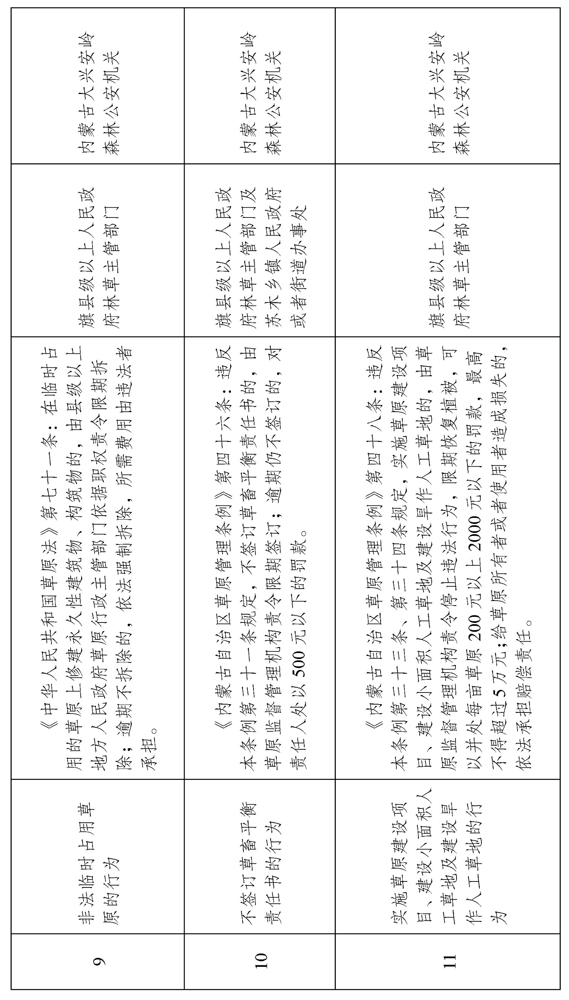 9
非法临时占用草
原的行为
《中华人民共和国草原法》第七十一条：在临时占
用的草原上修建永久性建筑物、构筑物的，由县级以上
地方人民政府草原行政主管部门依据职权责令限期拆
除；逾期不拆除的，依法强制拆除，所需费用由违法者
承担。
旗县级以上人民政
府林草主管部门
内蒙古大兴安岭
森林公安机关
10
不签订草畜平衡
责任书的行为
《内蒙古自治区草原管理条例》第四十六条：违反
本条例第三十一条规定，不签订草畜平衡责任书的，由
草原监督管理机构责令限期签订；逾期仍不签订的，对
责任人处以 500 元以下的罚款。
旗县级以上人民政
府林草主管部门及
苏木乡镇人民政府
或者街道办事处
内蒙古大兴安岭
森林公安机关
11
实施草原建设项
目、建设小面积人
工草地及建设旱
作人工草地的行
为
《内蒙古自治区草原管理条例》第四十八条：违反
本条例第三十三条、第三十四条规定，实施草原建设项
目、建设小面积人工草地及建设旱作人工草地的，由草
原监督管理机构责令停止违法行为，限期恢复植被，可
以并处每亩草原 200 元以上 2000 元以下的罚款，最高
不得超过 5 万元；给草原所有者或者使用者造成损失的，
依法承担赔偿责任。
旗县级以上人民政
府林草主管部门
内蒙古大兴安岭
森林公安机关